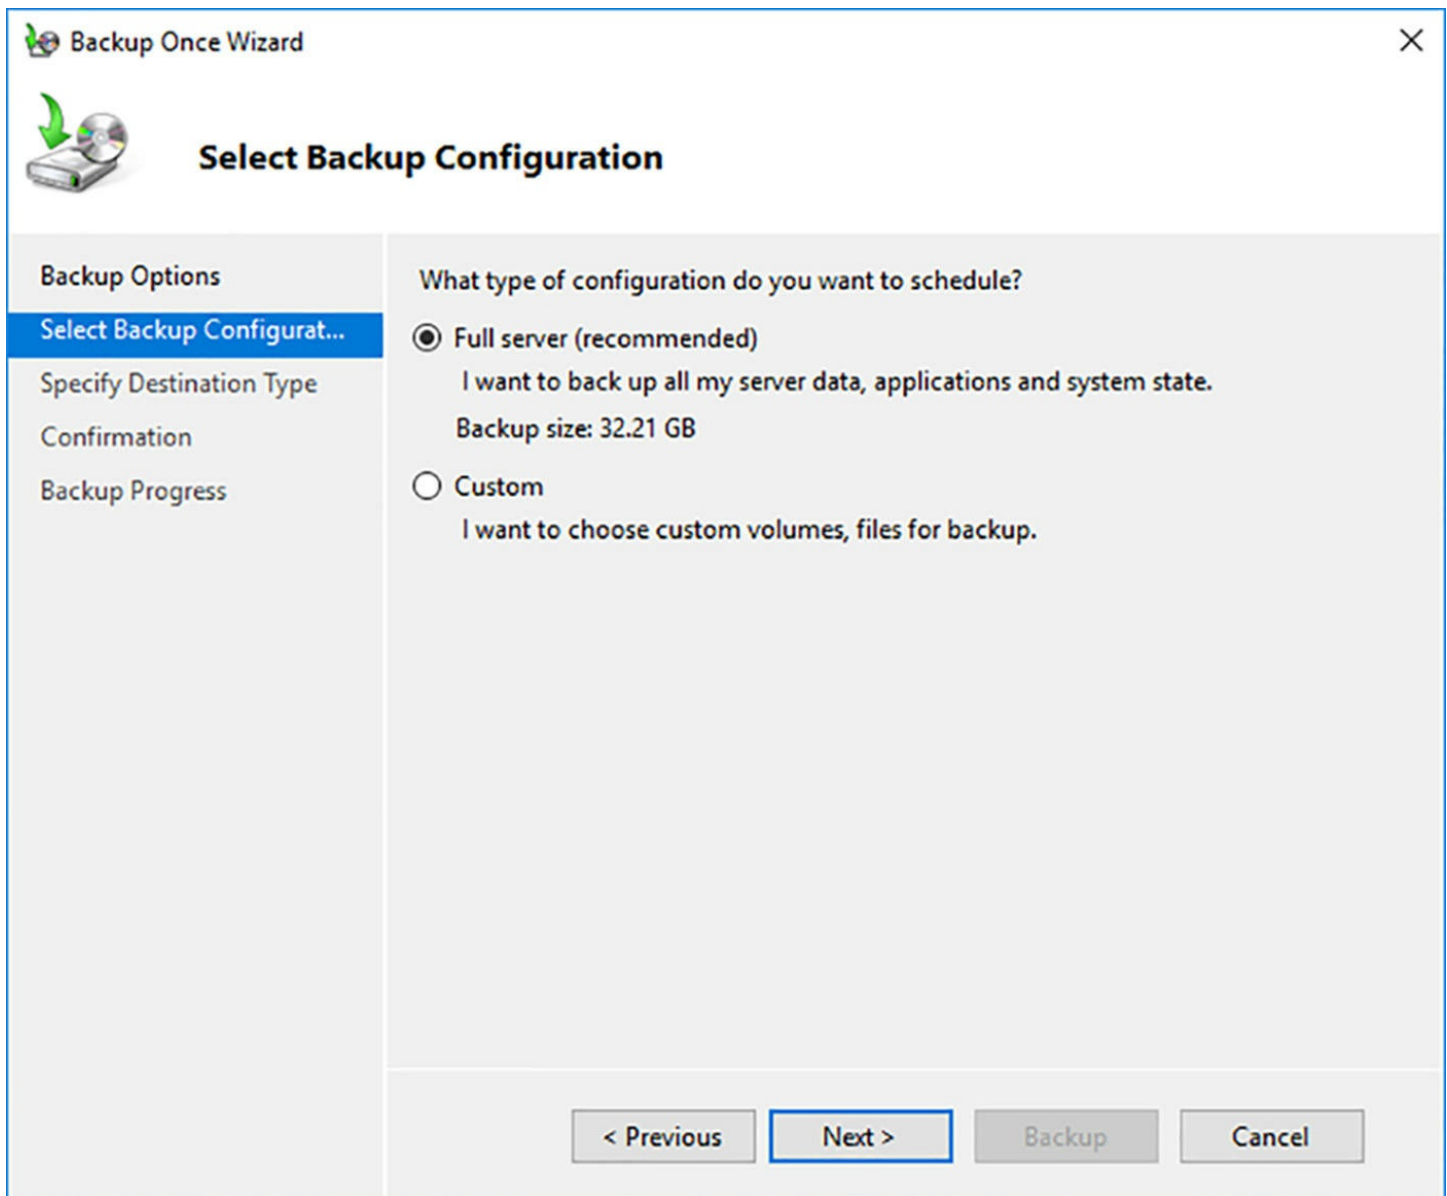 Backup Once Wizard
Select Backup Configuration
Backup Options
Select Backup Configurat...
Specify Destination Type
Confirmation
Backup Progress
What type of configuration do you want to schedule?
Full server (recommended)
I want to back up all my server data, applications and system state.
Backup size: 32.21 GB
Custom
I want to choose custom volumes, files for backup.
< Previous
Next >
Backup
Cancel